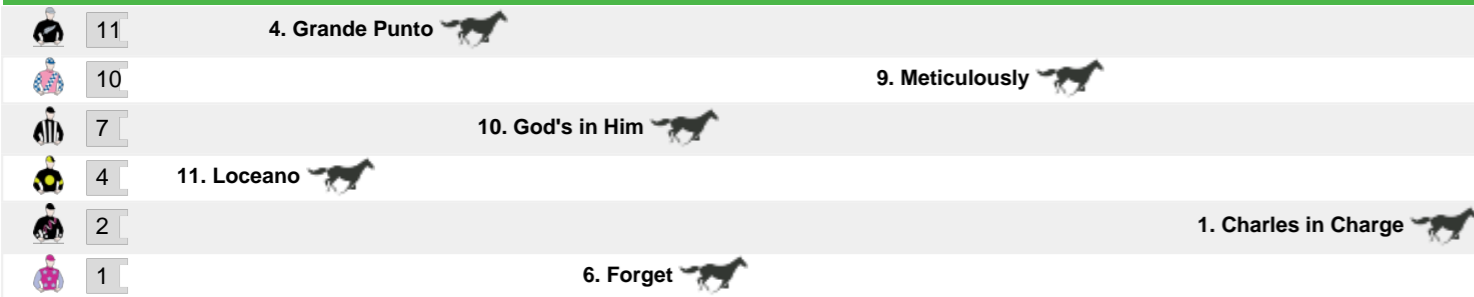 11 4. Grande Punto
10 9. Meticulously
7 10. God's in Him
4 11. Loceano
2 1. Charles in Charge
1 6. Forget